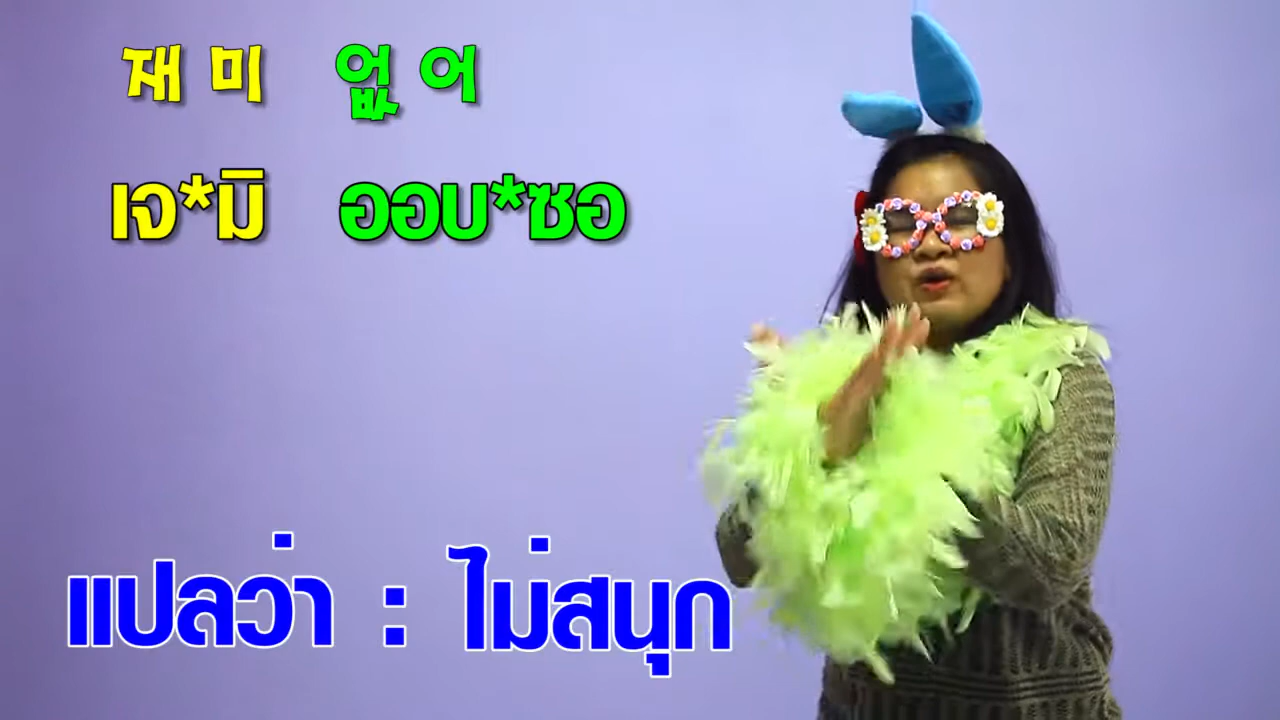 재미 없어
เจ*มิ ออบ*ซอ
แปลว่า : ไม่สนุก